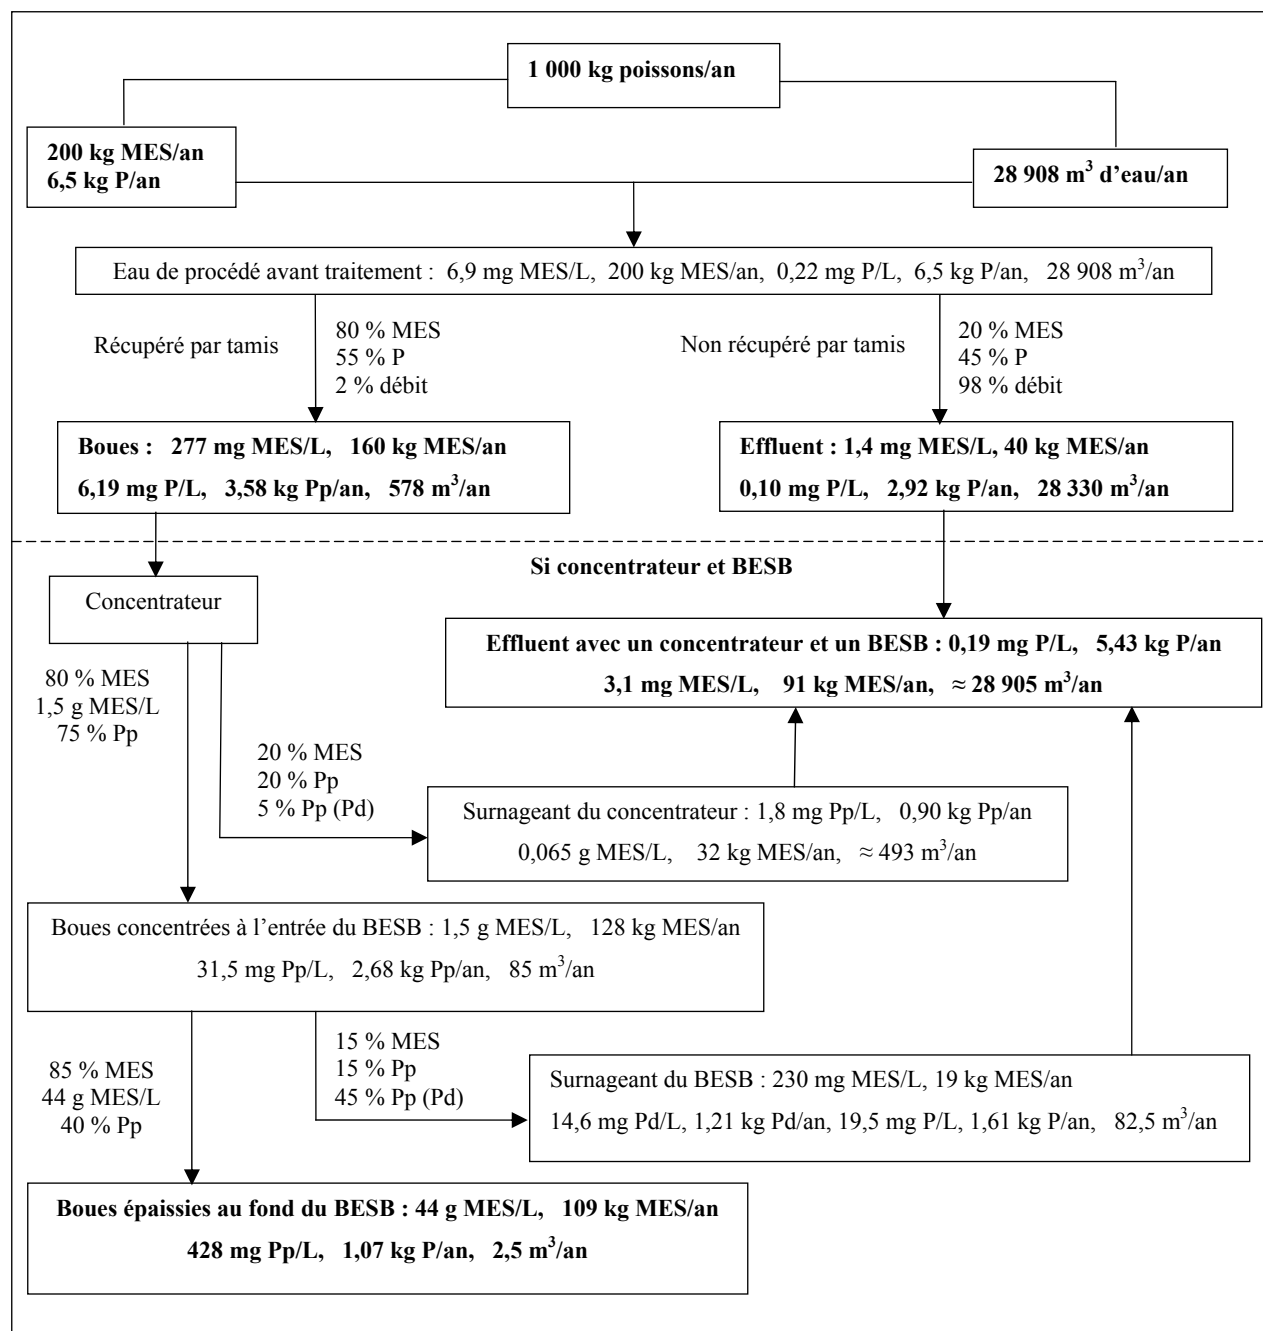 1 000 kg poissons/an
200 kg MES/an
6,5 kg P/an
28 908 m³ d’eau/an
Eau de procédé avant traitement : 6,9 mg MES/L, 200 kg MES/an, 0,22 mg P/L, 6,5 kg P/an, 28 908 m³/an
Récupéré par tamis
80 % MES
55 % P
2 % débit
Non récupéré par tamis
20 % MES
45 % P
98 % débit
Boues : 277 mg MES/L, 160 kg MES/an
6,19 mg P/L, 3,58 kg Pp/an, 578 m³/an
Effluent : 1,4 mg MES/L, 40 kg MES/an
0,10 mg P/L, 2,92 kg P/an, 28 330 m³/an
Si concentrateur et BESB
Concentrateur
Effluent avec un concentrateur et un BESB : 0,19 mg P/L, 5,43 kg P/an
3,1 mg MES/L, 91 kg MES/an, ≈ 28 905 m³/an
80 % MES
1,5 g MES/L
75 % Pp
20 % MES
20 % Pp
5 % Pp (Pd)
Surnageant du concentrateur : 1,8 mg Pp/L, 0,90 kg Pp/an
0,065 g MES/L, 32 kg MES/an, ≈ 493 m³/an
Boues concentrées à l’entrée du BESB : 1,5 g MES/L, 128 kg MES/an
31,5 mg Pp/L, 2,68 kg Pp/an, 85 m³/an
85 % MES
44 g MES/L
40 % Pp
15 % MES
15 % Pp
45 % Pp (Pd)
Surnageant du BESB : 230 mg MES/L, 19 kg MES/an
14,6 mg Pd/L, 1,21 kg Pd/an, 19,5 mg P/L, 1,61 kg P/an, 82,5 m³/an
Boues épaissies au fond du BESB : 44 g MES/L, 109 kg MES/an
428 mg Pp/L, 1,07 kg P/an, 2,5 m³/an